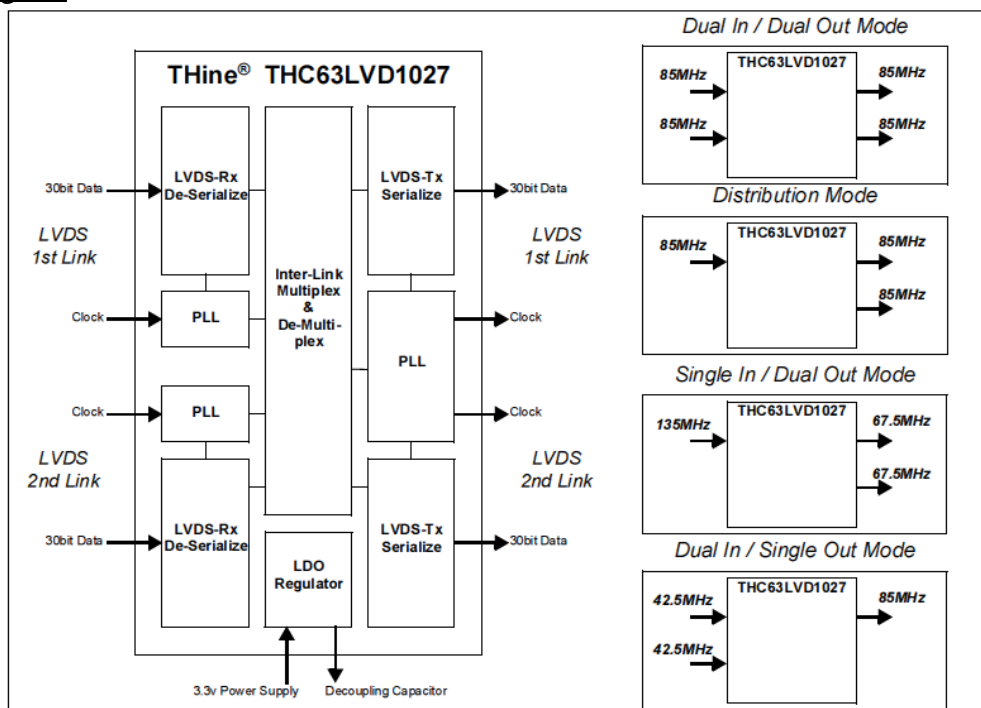 THine® THC63LVD1027
LVDS-Rx
De-Serialize
LVDS-Tx
Serialize
30bit Data
30bit Data
LVDS
1st Link
LVDS
1st Link
Inter-Link
Multiplex
&
De-Multi-
plex
Clock
PLL
PLL
Clock
Clock
PLL
Clock
LVDS
2nd Link
LVDS
2nd Link
30bit Data
LVDS-Rx
De-Serialize
LVDS-Tx
Serialize
30bit Data
LDO
Regulator
3.3v Power Supply
Decoupling Capacitor
Dual In / Dual Out Mode
THC63LVD1027
85MHz
85MHz
85MHz
85MHz
Distribution Mode
THC63LVD1027
85MHz
85MHz
85MHz
Single In / Dual Out Mode
THC63LVD1027
135MHz
67.5MHz
67.5MHz
Dual In / Single Out Mode
THC63LVD1027
42.5MHz
85MHz
42.5MHz